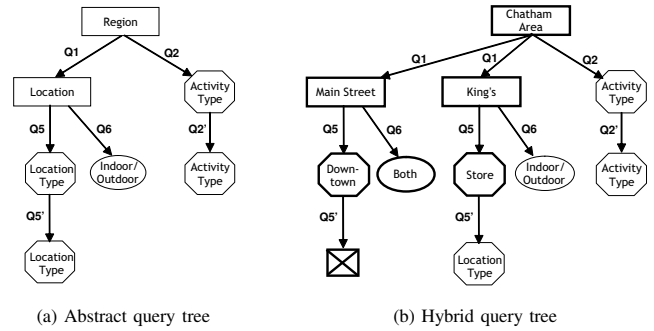 Region
Q1
Q2
Location
Activity
Type
Q5
Q6
Q2'
Location
Type
Indoor/
Outdoor
Activity
Type
Q5'
Location
Type
(a) Abstract query tree
Chatham
Area
Q1
Q1
Q2
Main Street
King's
Activity
Type
Q5
Q6
Q5
Q6
Q2'
Down-
town
Both
Store
Indoor/
Outdoor
Activity
Type
Q5'
Q5'
Location
Type
(b) Hybrid query tree